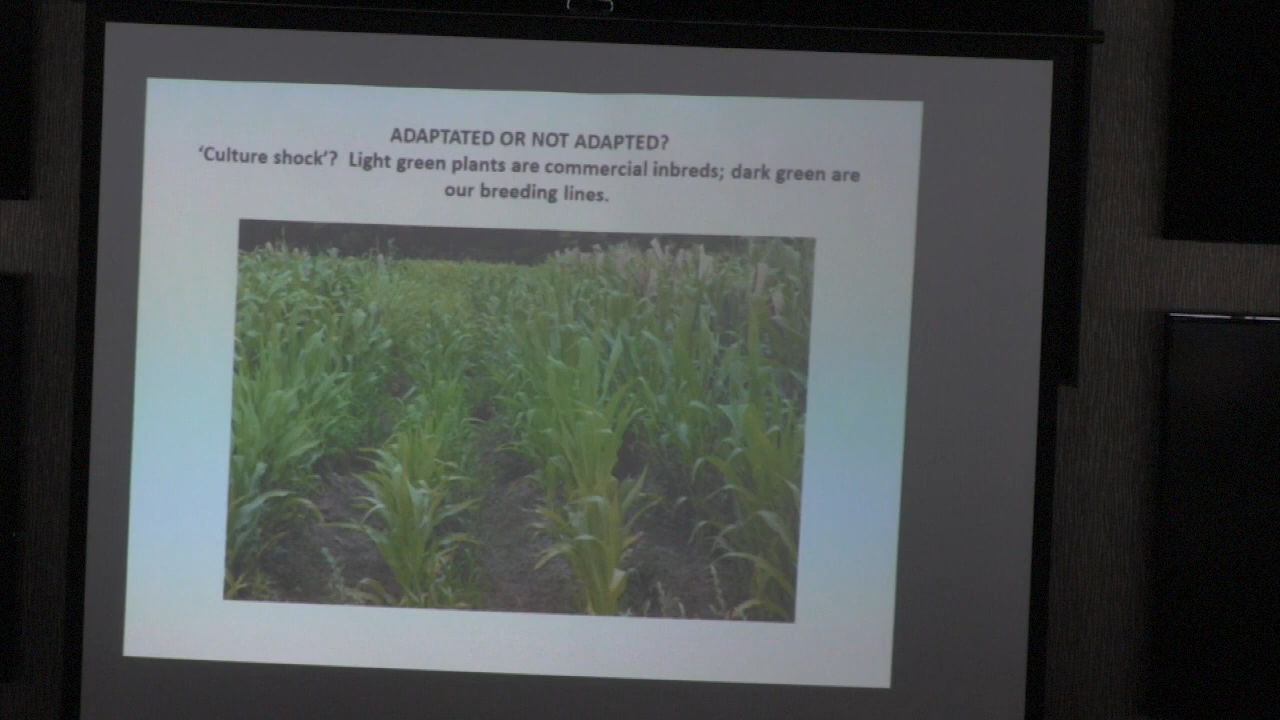 ADAPTATED OR NOT ADAPTED?
‘Culture shock’? Light green plants are commercial inbreds; dark green are
our breeding lines.